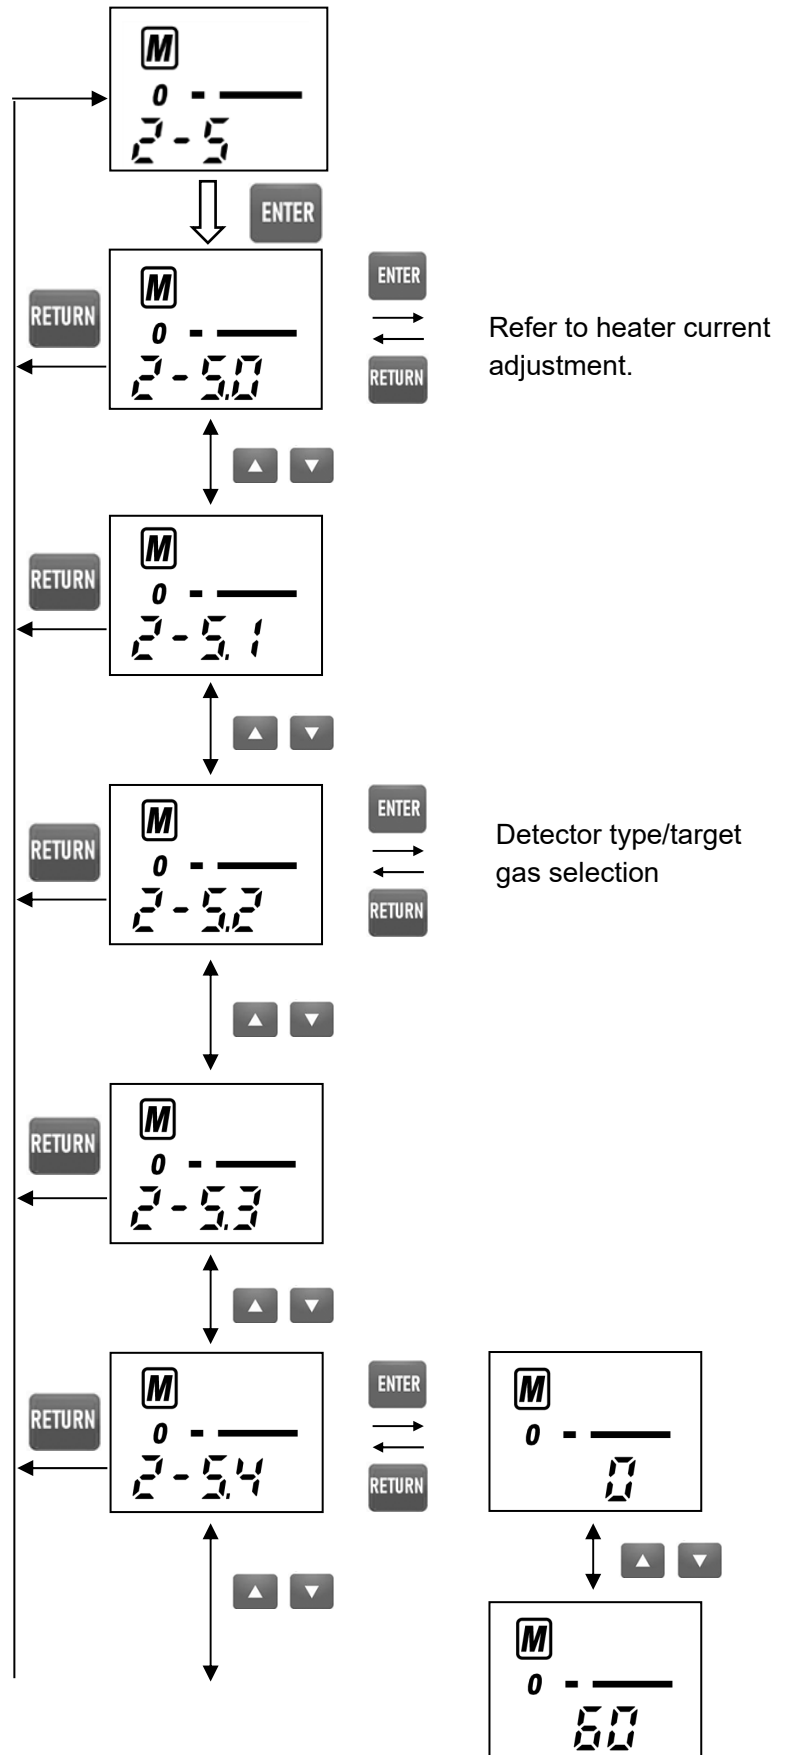 M
0
2-5
ENTER
M
0
2-5.0
RETURN
ENTER
RETURN
Refer to heater current
adjustment.
M
0
2-5.1
RETURN
M
0
2-5.2
RETURN
ENTER
RETURN
Detector type/target
gas selection
M
0
2-5.3
RETURN
M
0
2-5.4
RETURN
ENTER
RETURN
M
0
0
M
0
60